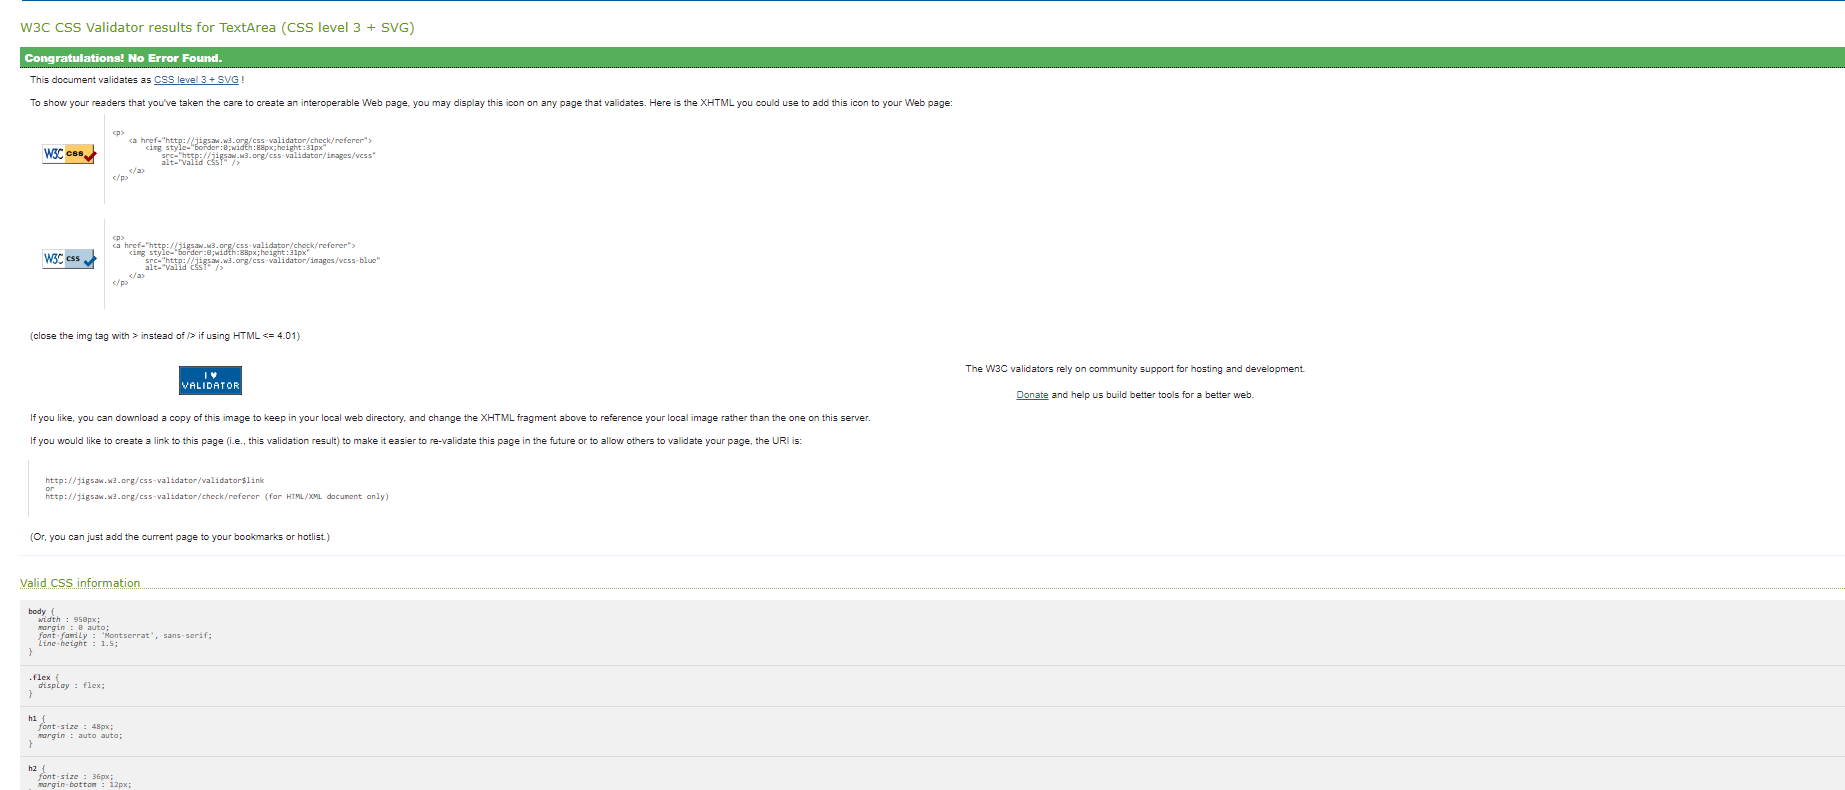 W3C CSS Validator results for TextArea (CSS level 3 + SVG)
Congratulations! No Error Found.
This document validates as CSS level 3 + SVG !
To show your readers that you've taken the care to create an interoperable Web page, you may display this icon on any page that validates. Here is the XHTML you could use to add this icon to your Web page:
W3C css
<p>
<a href="http://jigsaw.w3.org/css-validator/check/referer">
<img style="border:0;width:88px;height:31px"
src="http://jigsaw.w3.org/css-validator/images/vcss"
alt="Valid CSS!" />
</a>
</p>
W3C css
<p>
<a href="http://jigsaw.w3.org/css-validator/check/referer">
<img style="border:0;width:88px;height:31px"
src="http://jigsaw.w3.org/css-validator/images/vcss-blue"
alt="Valid CSS!" />
</a>
</p>
(close the img tag with > instead of /> if using HTML <= 4.01)
I ♥
VALIDATOR
The W3C validators rely on community support for hosting and development.
Donate and help us build better tools for a better web.
If you like, you can download a copy of this image to keep in your local web directory, and change the XHTML fragment above to reference your local image rather than the one on this server.
If you would like to create a link to this page (i.e., this validation result) to make it easier to re-validate this page in the future or to allow others to validate your page, the URI is:
http://jigsaw.w3.org/css-validator/validator$link
or
http://jigsaw.w3.org/css-validator/check/referer (for HTML/XML document only)
(Or, you can just add the current page to your bookmarks or hotlist.)
Valid CSS information
body {
width : 950px;
margin : 0 auto;
font-family : 'Montserrat', sans-serif;
line-height : 1.5;
}
.flex {
display : flex;
}
h1 {
font-size : 48px;
margin : auto auto;
}
h2 {
font-size : 36px;
margin-bottom : 12px;